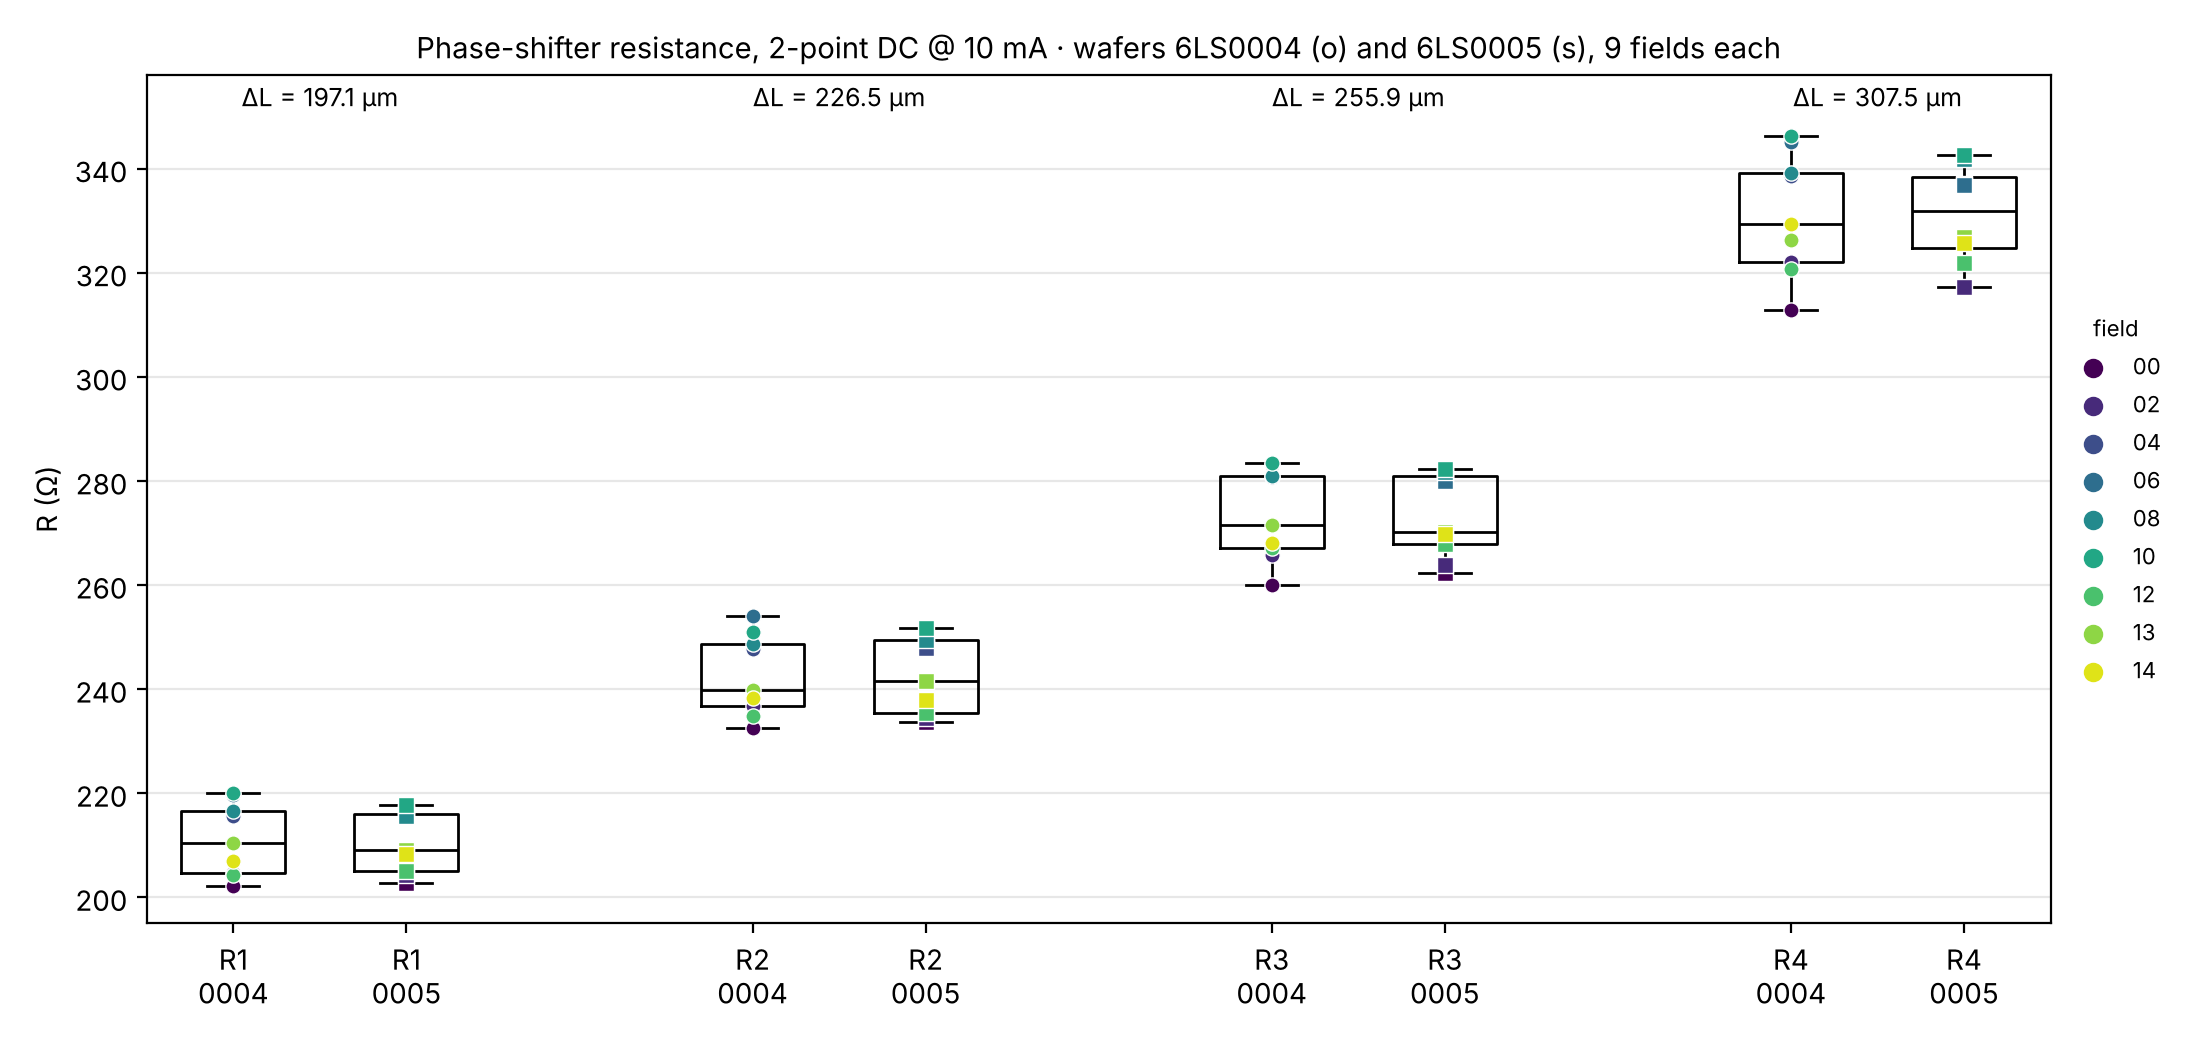 Phase-shifter resistance, 2-point DC @ 10 mA · wafers 6LS0004 (o) and 6LS0005 (s), 9 fields each
ΔL = 197.1 µm
ΔL = 226.5 µm
ΔL = 255.9 µm
ΔL = 307.5 µm
R (Ω)
340
320
300
280
260
240
220
200
R1
0004
R1
0005
R2
0004
R2
0005
R3
0004
R3
0005
R4
0004
R4
0005
field
00
02
04
06
08
10
12
13
14